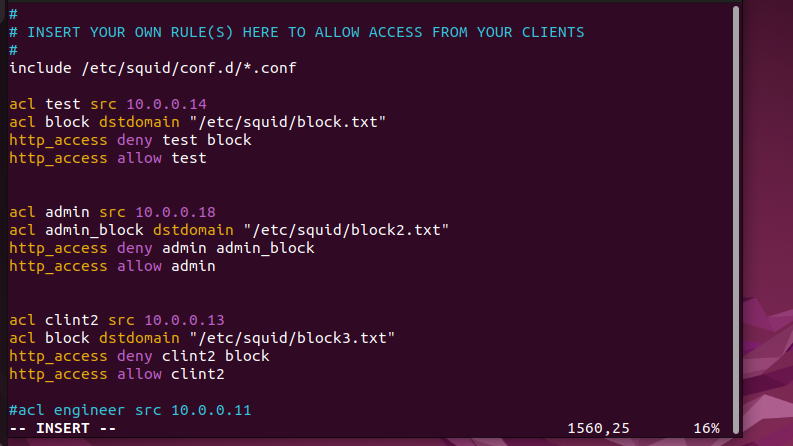 #
# INSERT YOUR OWN RULE(S) HERE TO ALLOW ACCESS FROM YOUR CLIENTS
#
include /etc/squid/conf.d/*.conf
acl test src 10.0.0.14
acl block dstdomain "/etc/squid/block.txt"
http_access deny test block
http_access allow test
acl admin src 10.0.0.18
acl admin_block dstdomain "/etc/squid/block2.txt"
http_access deny admin admin_block
http_access allow admin
acl clint2 src 10.0.0.13
acl block dstdomain "/etc/squid/block3.txt"
http_access deny clint2 block
http_access allow clint2
#acl engineer src 10.0.0.11
-- INSERT -- 1560,25 16%